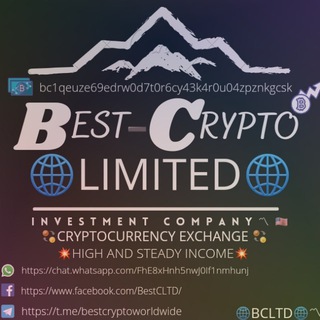 bc1qeuze69edrw0d7t0r6cy43k4r0u04zpznkgcsk
BEST-CRYPTO
🌐LIMITED🌐
INVESTMENT COMPANY〽️ 🇺🇸
💱CRYPTOCURRENCY EXCHANGE💱
💥HIGH AND STEADY INCOME💥
https://chat.whatsapp.com/FhE8xHnh5nwJ0lf1nmhunj
https://www.facebook.com/BestCLTD/
https://t.me/bestcryptoworldwide
🌐BCLTD🌐〽️